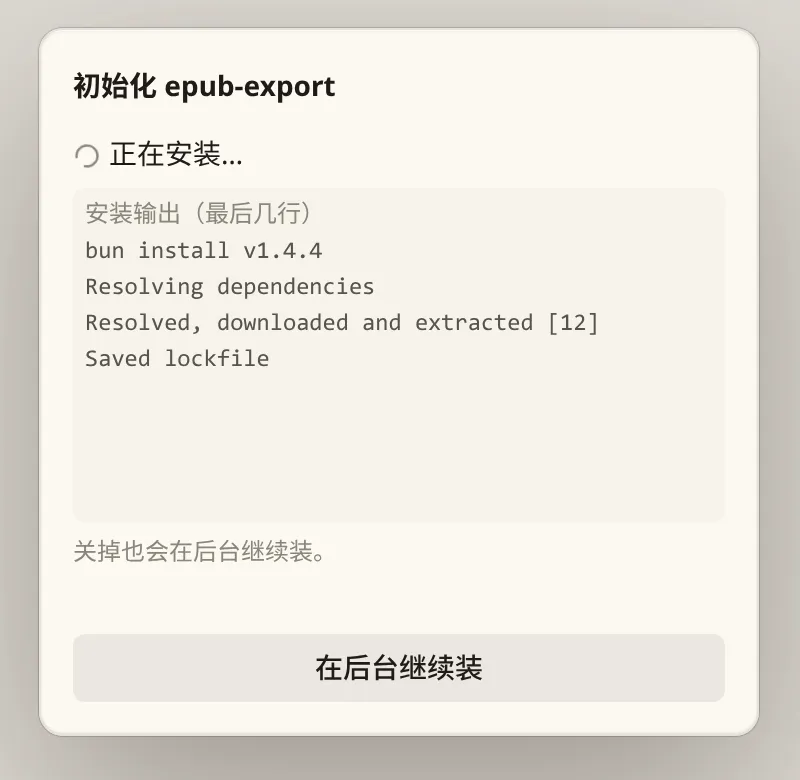 初始化 epub-export
正在安装...
安装输出（最后几行）
bun install v1.4.4
Resolving dependencies
Resolved, downloaded and extracted [12]
Saved lockfile
关掉也会在后台继续装。
在后台继续装